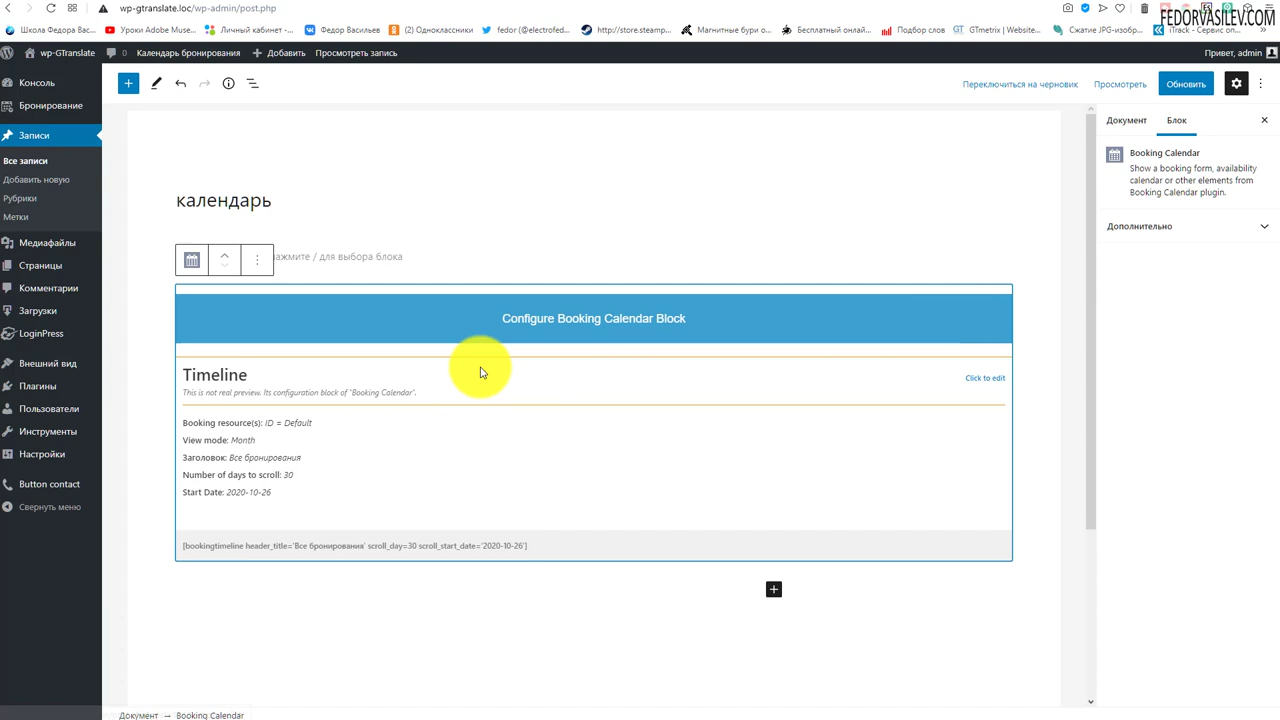 wp-gtranslate.loc/wp-admin/post.php
FEDORVASILEV.COM
Школа Федора Вас...
Уроки Adobe Muse...
Личный кабинет -...
Федор Васильев
(2) Одноклассники
fedor (@electrofed...
http://store.steamp...
Магнитные бури о...
Бесплатный онлай...
Подбор слов
GTmetrix | Website...
Сжатие JPG-изобр...
iTrack - Сервис оп...
wp-GTranslate
0
Календарь бронирования
Добавить
Просмотреть запись
Привет, admin
Консоль
Бронирование
Записи
Все записи
Добавить новую
Рубрики
Метки
Медиафайлы
Страницы
Комментарии
Загрузки
LoginPress
Внешний вид
Плагины
Пользователи
Инструменты
Настройки
Button contact
Свернуть меню
Переключиться на черновик
Просмотреть
Обновить
календарь
ажмите / для выбора блока
Configure Booking Calendar Block
Timeline
Click to edit
This is not real preview. Its configuration block of "Booking Calendar".
Booking resource(s): ID = Default
View mode: Month
Заголовок: Все бронирования
Number of days to scroll: 30
Start Date: 2020-10-26
[bookingtimeline header_title='Все бронирования' scroll_day=30 scroll_start_date='2020-10-26']
Документ
Блок
Booking Calendar
Show a booking form, availability
calendar or other elements from
Booking Calendar plugin.
Дополнительно
Документ → Booking Calendar